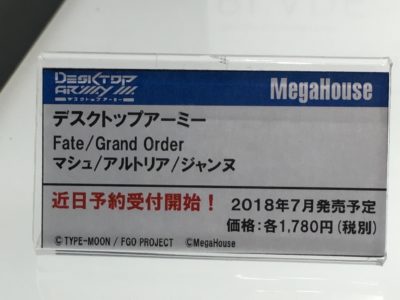 DESKTOP ARMY
デスクトップアーミー
MegaHouse
デスクトップアーミー
Fate/Grand Order
マシュ/アルトリア/ジャンヌ
近日予約受付開始！
2018年7月発売予定
価格：各1,780円（税別）
©TYPE-MOON / FGO PROJECT ©MegaHouse